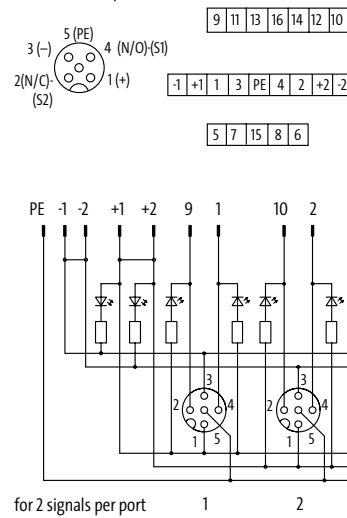 5 (PE)
3 (–) 4 (N/O)-(S1)
2(N/C)- 1 (+)
(S2)
9 11 13 16 14 12 10
-1 +1 1 3 PE 4 2 +2 -2
5 7 15 8 6
PE -1 -2 +1 +2 9 1 10 2
3 3
2 4 2 4
1 5 1 5
for 2 signals per port 1 2